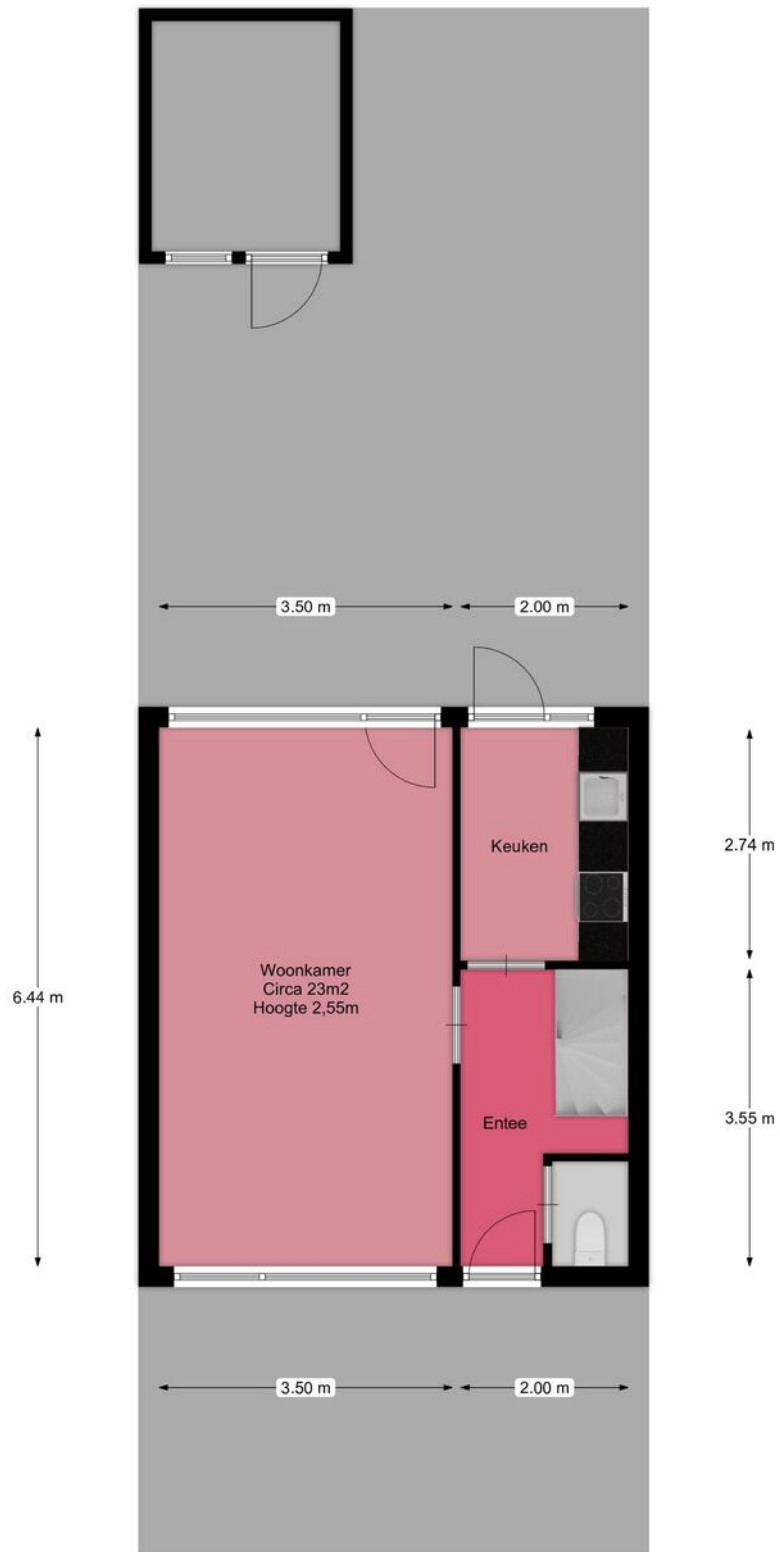 3.50 m
2.00 m
2.74 m
Keuken
Woonkamer
Circa 23m2
Hoogte 2,55m
6.44 m
Entee
3.55 m
3.50 m
2.00 m